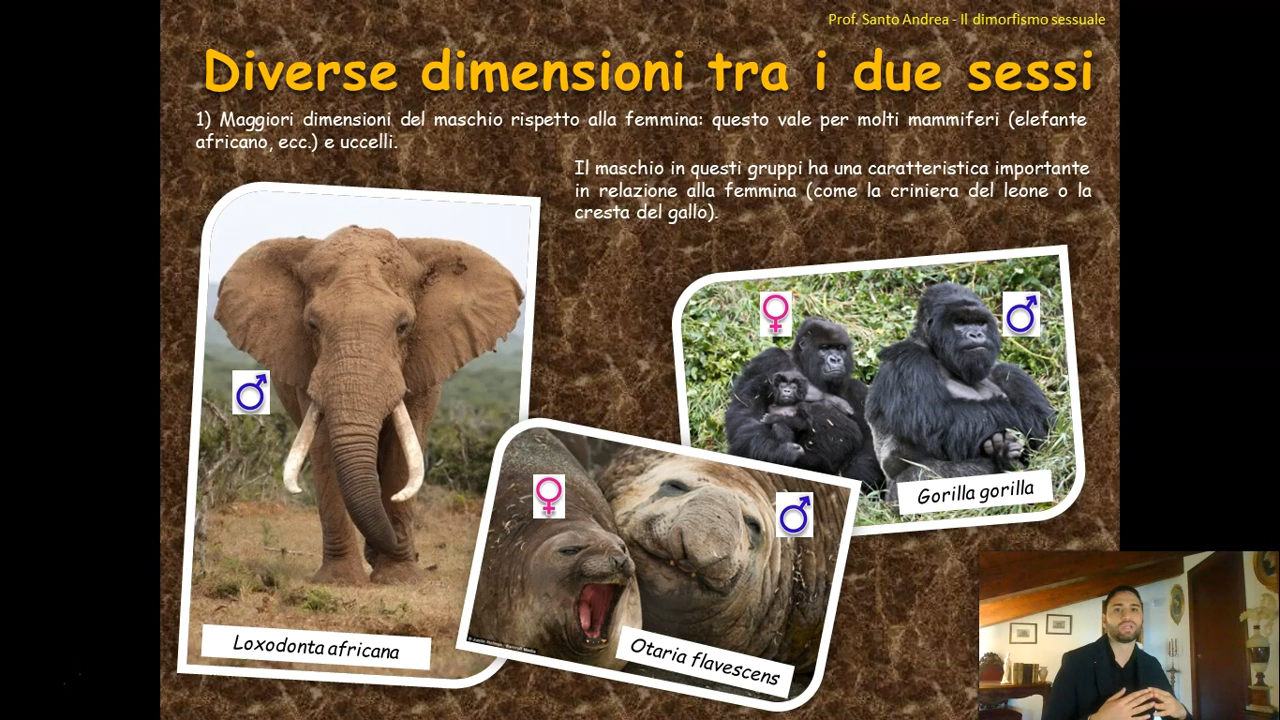 Prof. Santo Andrea - Il dimorfismo sessuale
Diverse dimensioni tra i due sessi
1) Maggiori dimensioni del maschio rispetto alla femmina: questo vale per molti mammiferi (elefante
africano, ecc.) e uccelli.
Il maschio in questi gruppi ha una caratteristica importante
in relazione alla femmina (come la criniera del leone o la
cresta del gallo).
Gorilla gorilla
Loxodonta africana
Otaria flavescens